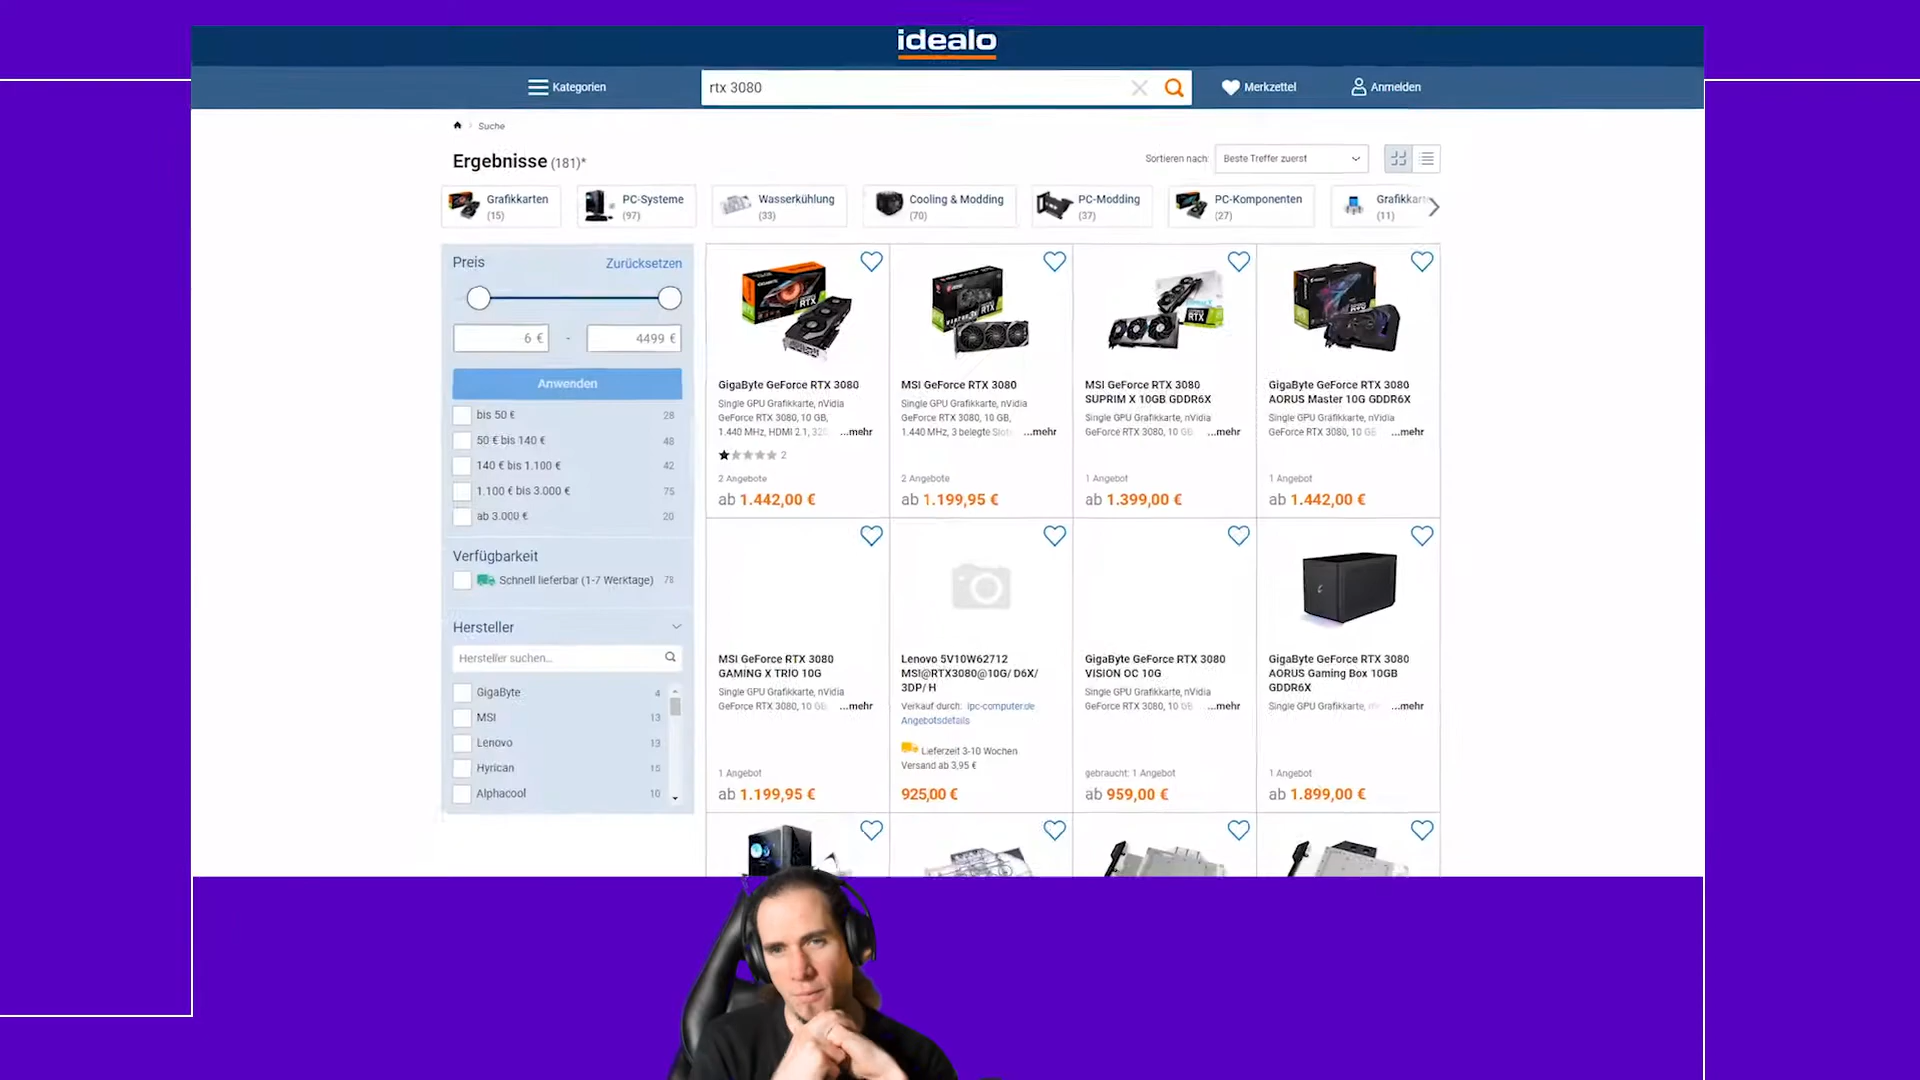 idealo
Kategorien
rtx 3080
Merkzettel
Anmelden
Suche
Ergebnisse (181)*
Sortieren nach:
Beste Treffer zuerst
Grafikkarten
(15)
PC-Systeme
(97)
Wasserkühlung
(33)
Cooling & Modding
(70)
PC-Modding
(37)
PC-Komponenten
(27)
(11)
Preis
Zurücksetzen
6 €
-
4499 €
Anwenden
bis 50 € 28
50 € bis 140 € 48
140 € bis 1.100 € 42
1.100 € bis 3.000 € 75
ab 3.000 € 20
Verfügbarkeit
Schnell lieferbar (1-7 Werktage) 78
Hersteller
Hersteller suchen...
GigaByte 4
MSI 13
Lenovo 13
Hyrican 15
Alphacool 10
GigaByte GeForce RTX 3080
Single GPU Grafikkarte, nVidia
GeForce RTX 3080, 10 GB,
1.440 MHz, HDMI 2.1, ...mehr
2
2 Angebote
ab 1.442,00 €
MSI GeForce RTX 3080
Single GPU Grafikkarte, nVidia
GeForce RTX 3080, 10 GB,
1.440 MHz, 3 belegte ...mehr
2 Angebote
ab 1.199,95 €
MSI GeForce RTX 3080
SUPRIM X 10GB GDDR6X
Single GPU Grafikkarte, nVidia
GeForce RTX 3080, 10 GB ...mehr
1 Angebot
ab 1.399,00 €
GigaByte GeForce RTX 3080
AORUS Master 10G GDDR6X
Single GPU Grafikkarte, nVidia
GeForce RTX 3080, 10 GB ...mehr
1 Angebot
ab 1.442,00 €
MSI GeForce RTX 3080
GAMING X TRIO 10G
Single GPU Grafikkarte, nVidia
GeForce RTX 3080, 10 GB ...mehr
1 Angebot
ab 1.199,95 €
Lenovo 5V10W62712
MSI@RTX3080@10G/ D6X/
3DP/ H
Verkauf durch: ipc-computer.de
Angebotsdetails
Lieferzeit 3-10 Wochen
Versand ab 3,95 €
925,00 €
GigaByte GeForce RTX 3080
VISION OC 10G
Single GPU Grafikkarte, nVidia
GeForce RTX 3080, 10 GB ...mehr
gebraucht: 1 Angebot
ab 959,00 €
GigaByte GeForce RTX 3080
AORUS Gaming Box 10GB
GDDR6X
Single GPU Grafikkarte, ...mehr
1 Angebot
ab 1.899,00 €